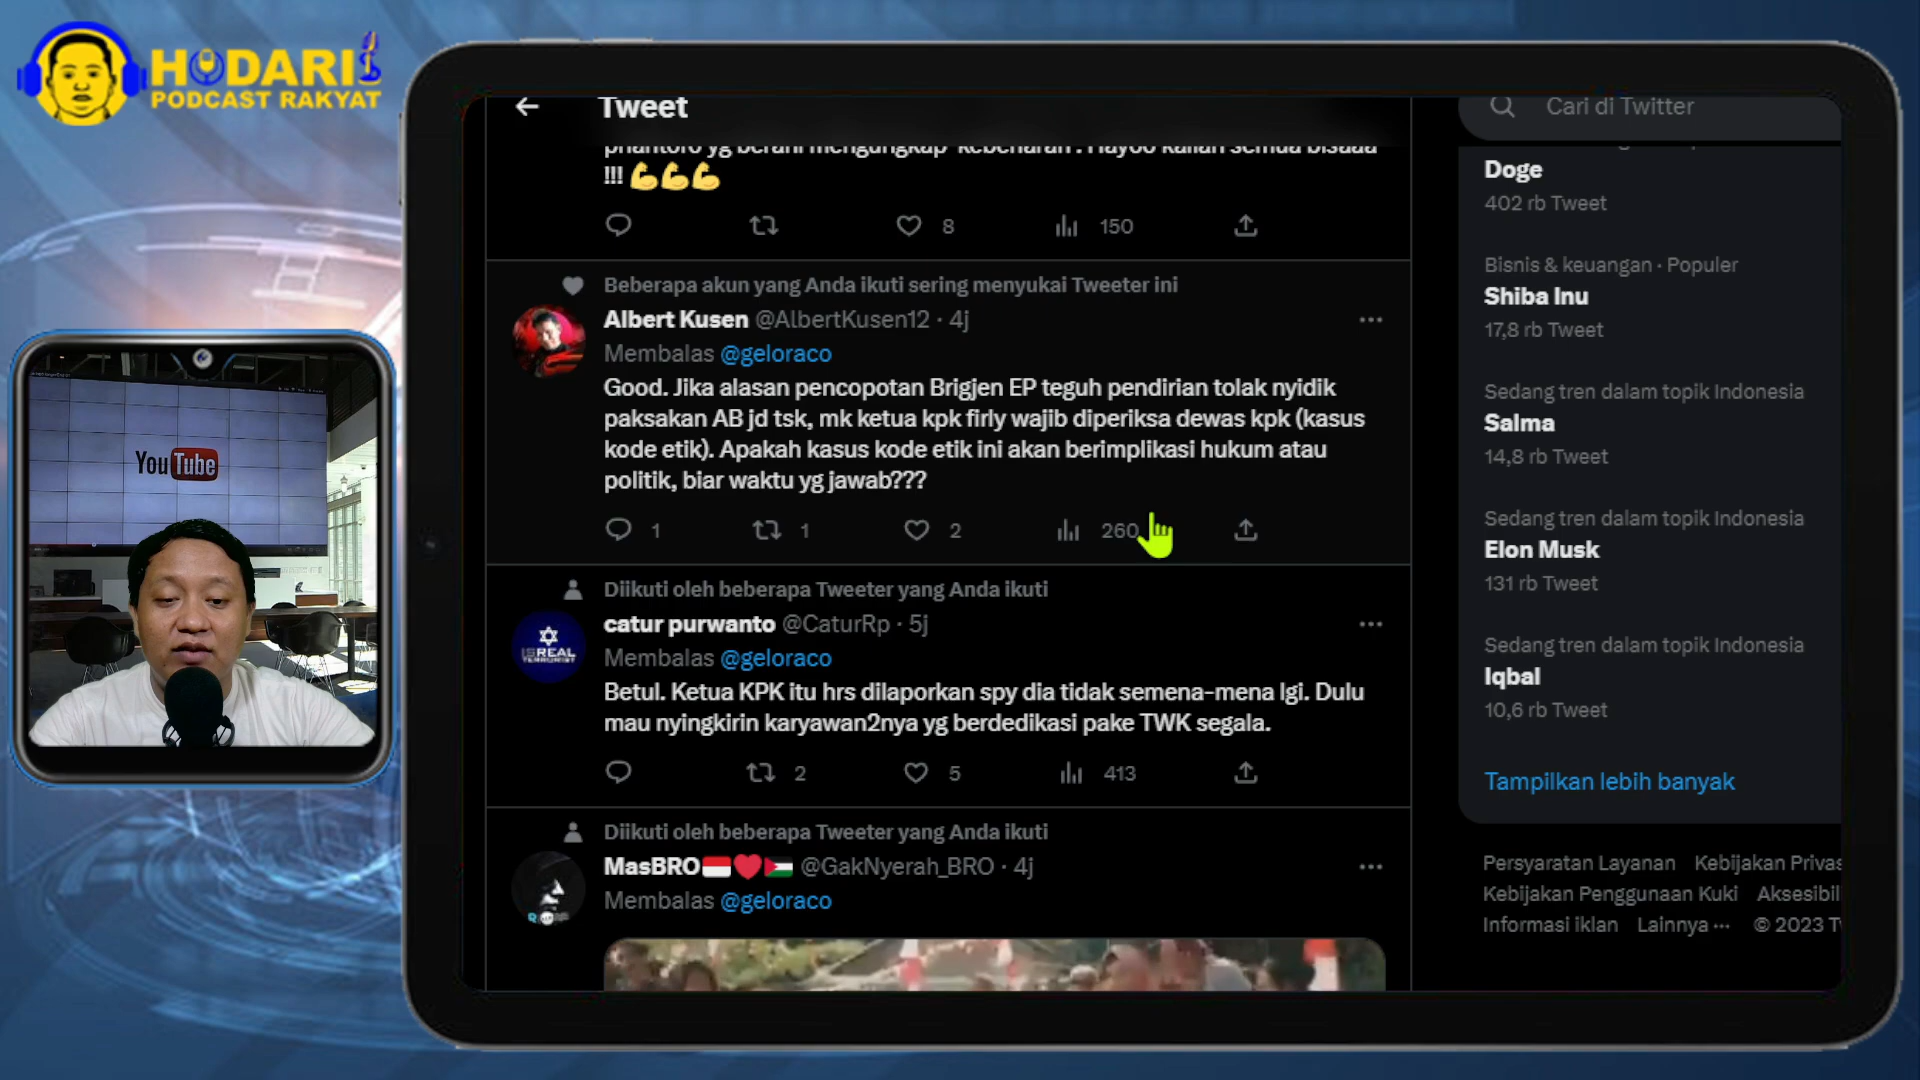 HODARI
PODCAST RAKYAT
YouTube
Tweet
phantoro yg berani mengungkap kebenaran . Hayoo kalian semua bisaaa
!!! 💪💪💪
8
150
Beberapa akun yang Anda ikuti sering menyukai Tweeter ini
Albert Kusen @AlbertKusen12 · 4j
Membalas @geloraco
Good. Jika alasan pencopotan Brigjen EP teguh pendirian tolak nyidik
paksakan AB jd tsk, mk ketua kpk firly wajib diperiksa dewas kpk (kasus
kode etik). Apakah kasus kode etik ini akan berimplikasi hukum atau
politik, biar waktu yg jawab???
1
1
2
260
Diikuti oleh beberapa Tweeter yang Anda ikuti
catur purwanto @CaturRp · 5j
Membalas @geloraco
Betul. Ketua KPK itu hrs dilaporkan spy dia tidak semena-mena lgi. Dulu
mau nyingkirin karyawan2nya yg berdedikasi pake TWK segala.
2
5
413
ISREAL
TERRORIST
Diikuti oleh beberapa Tweeter yang Anda ikuti
MasBRO🇮🇩❤️🇵🇸 @GakNyerah_BRO · 4j
Membalas @geloraco
Cari di Twitter
Doge
402 rb Tweet
Bisnis & keuangan · Populer
Shiba Inu
17,8 rb Tweet
Sedang tren dalam topik Indonesia
Salma
14,8 rb Tweet
Sedang tren dalam topik Indonesia
Elon Musk
131 rb Tweet
Sedang tren dalam topik Indonesia
Iqbal
10,6 rb Tweet
Tampilkan lebih banyak
Persyaratan Layanan Kebijakan Privas
Kebijakan Penggunaan Kuki Aksesibil
Informasi iklan Lainnya ··· © 2023 Tw